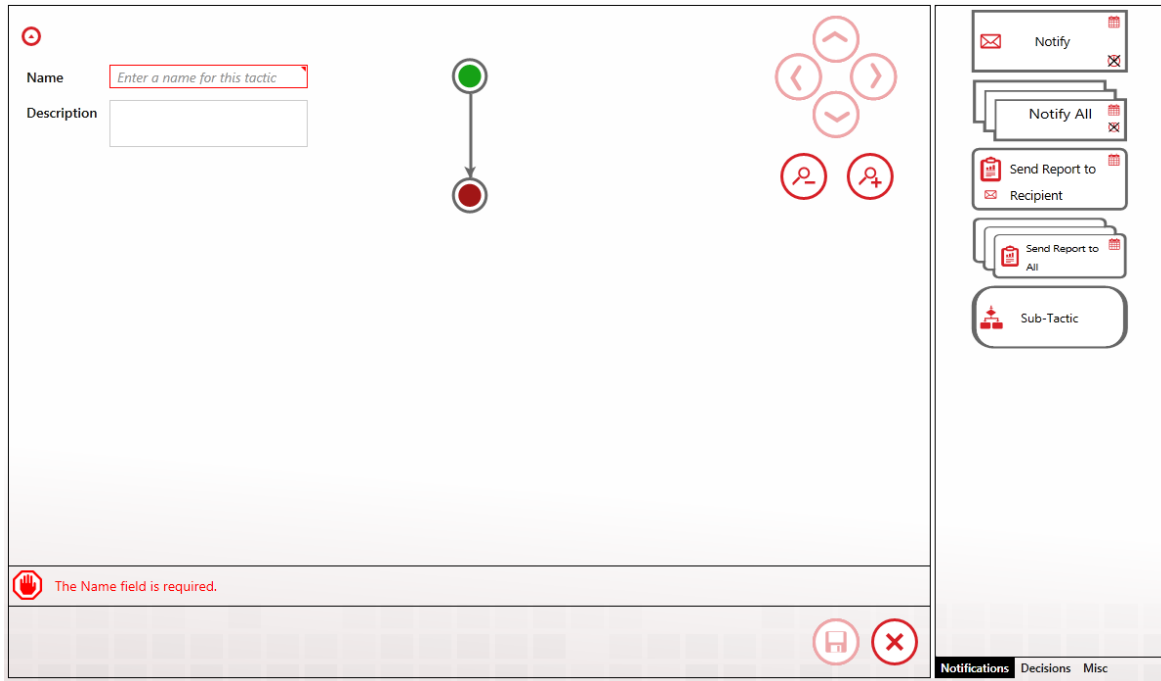 Name
Enter a name for this tactic
Description
The Name field is required.
Notify
Notify All
Send Report to
Recipient
Send Report to
All
Sub-Tactic
Notifications Decisions Misc